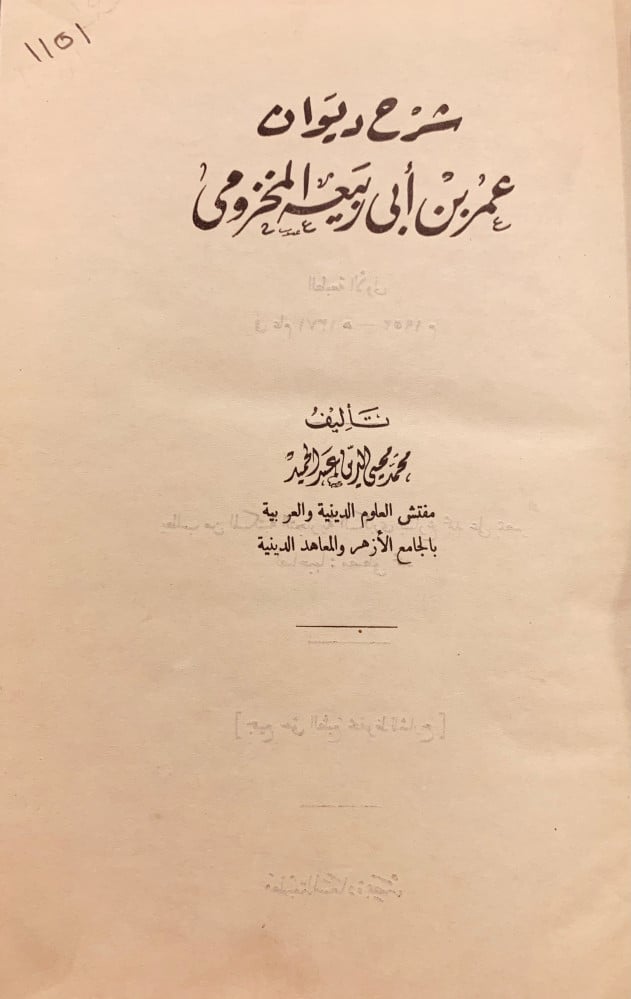 ١١٥١
شرح ديوان
عمر بن أبي ربيعة المخزومي
تأليف
محمد محيي الدين عبد الحميد
مفتش العلوم الدينية والعربية
بالجامع الأزهر والمعاهد الدينية